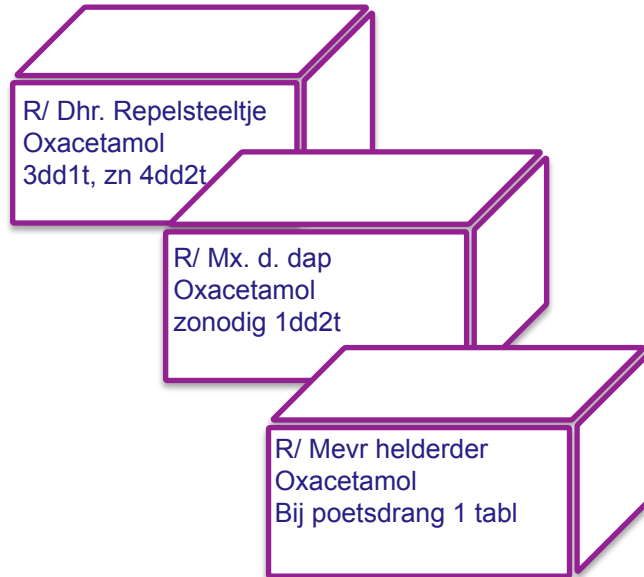 R/ Dhr. Repelsteeltje
Oxacetamol
3dd1t, zn 4dd2t
R/ Mx. d. dap
Oxacetamol
zonodig 1dd2t
R/ Mevr helderder
Oxacetamol
Bij poetsdrang 1 tabl